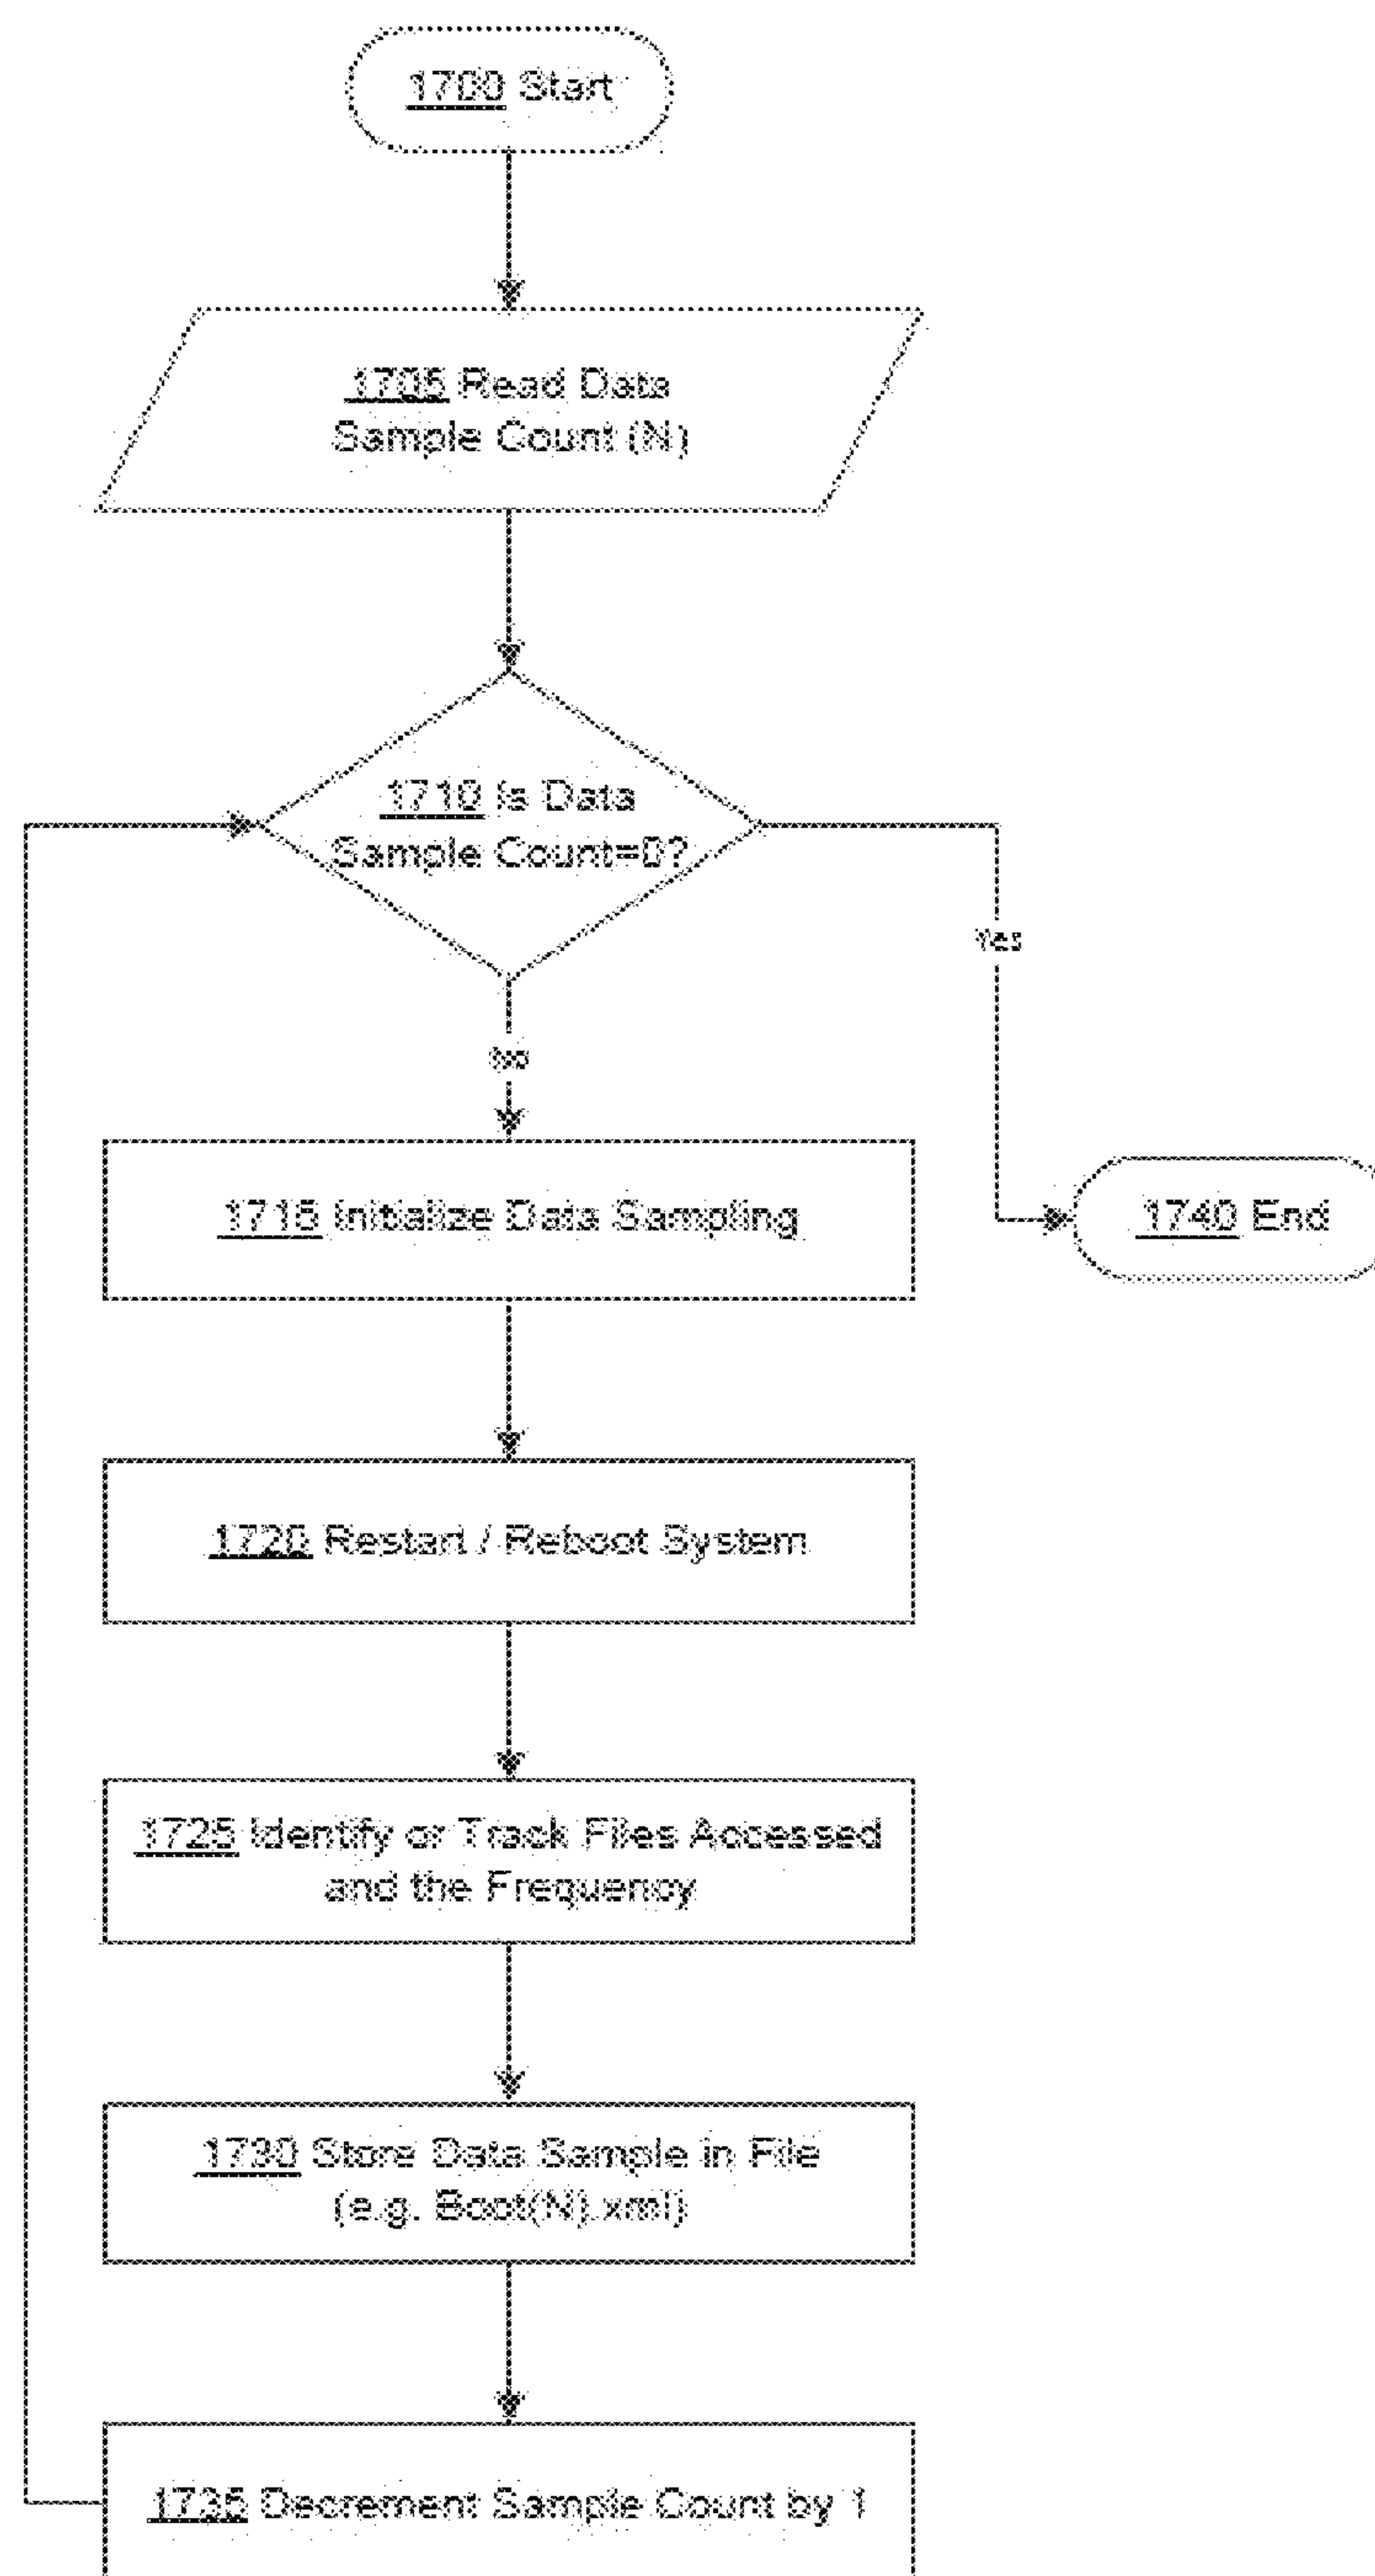 1700 Start
1705 Read Data
Sample Count (N)
1710 Is Data
Sample Count=0?
Yes
No
1715 Initialize Data Sampling
1740 End
1720 Restart / Reboot System
1725 Identify or Track Files Accessed
and the Frequency
1730 Store Data Sample in File
(e.g. Boot(N).xml)
1735 Decrement Sample Count by 1